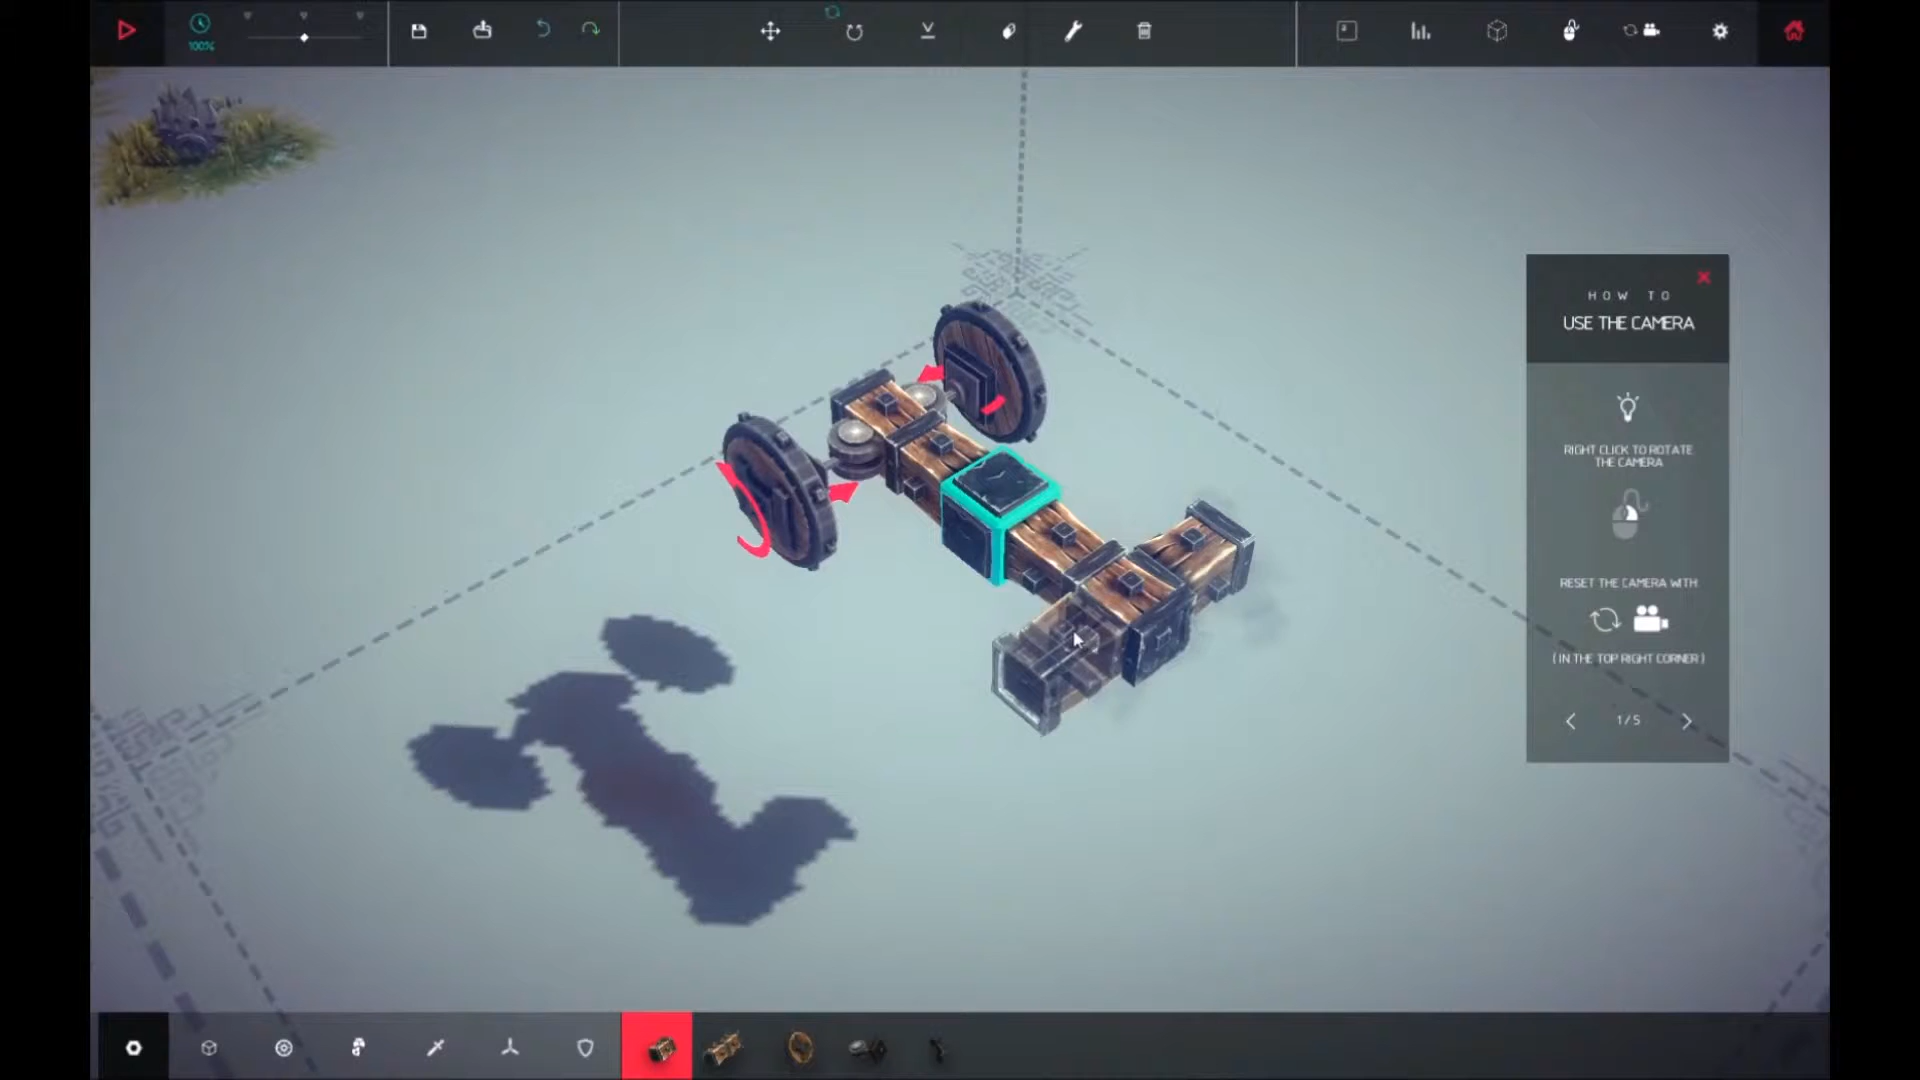 100%
HOW TO
USE THE CAMERA
RIGHT CLICK TO ROTATE
THE CAMERA
RESET THE CAMERA WITH
(IN THE TOP RIGHT CORNER)
1/5